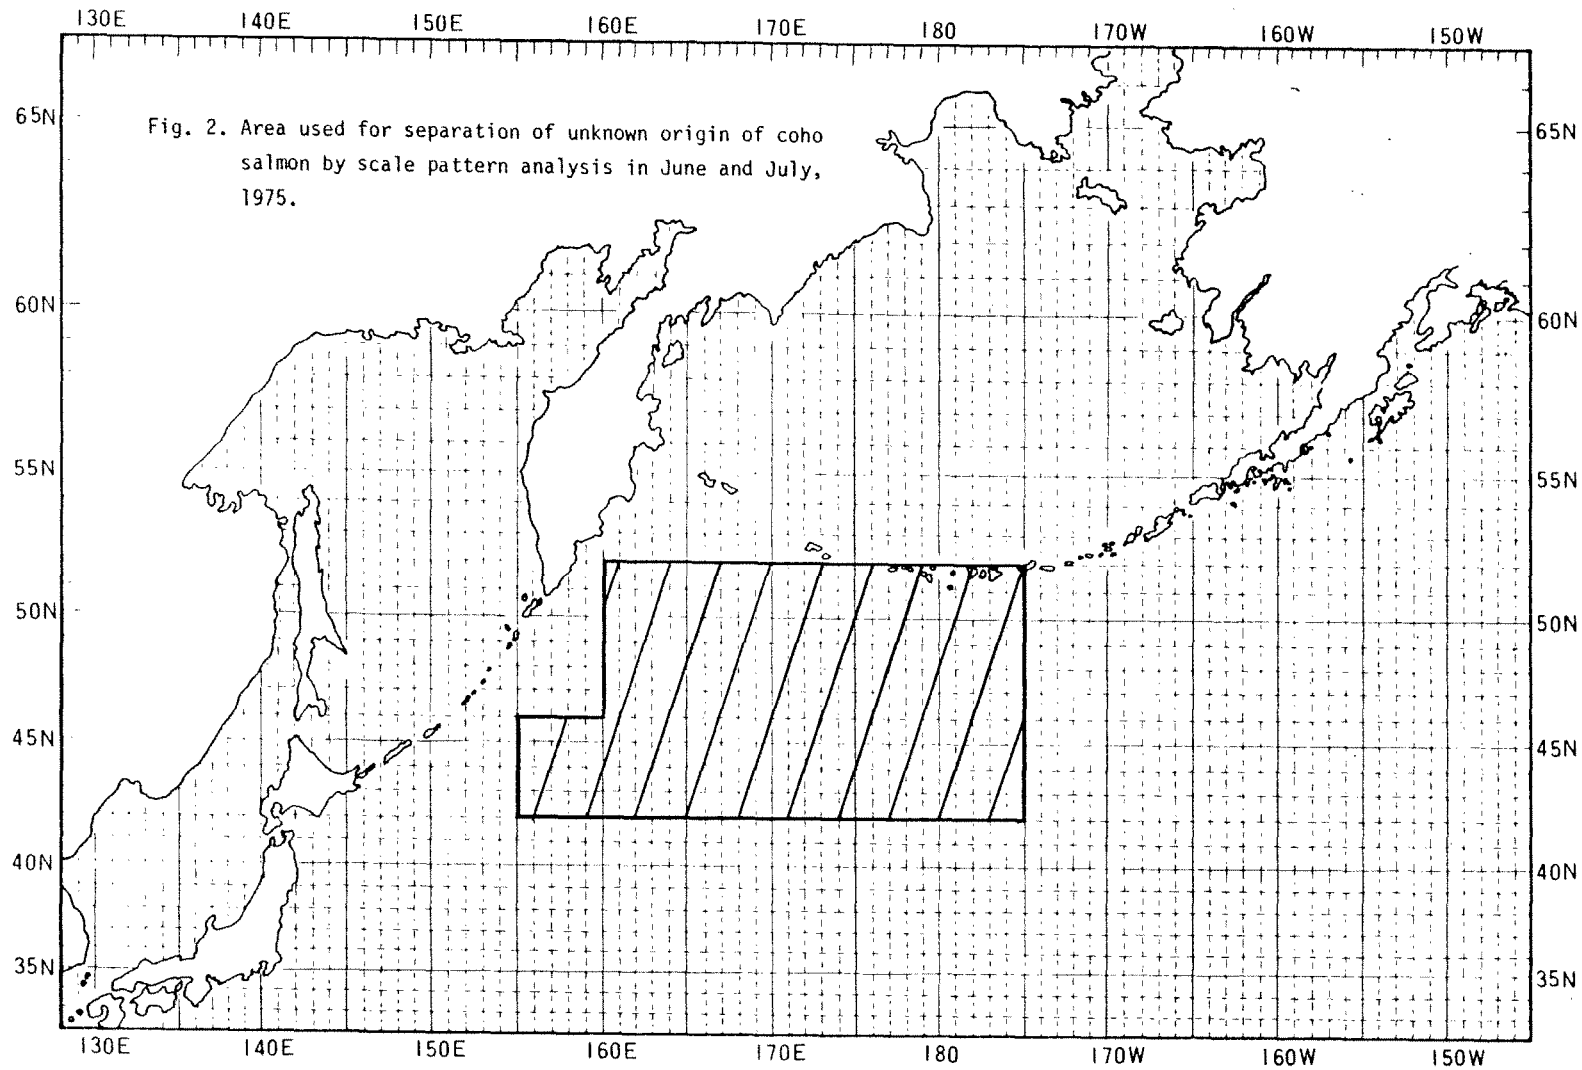 130E 140E 150E 160E 170E 180 170W 160W 150W
65N 65N
Fig. 2. Area used for separation of unknown origin of coho
salmon by scale pattern analysis in June and July,
1975.
60N 60N
55N 55N
50N 50N
45N 45N
40N 40N
35N 35N
130E 140E 150E 160E 170E 180 170W 160W 150W